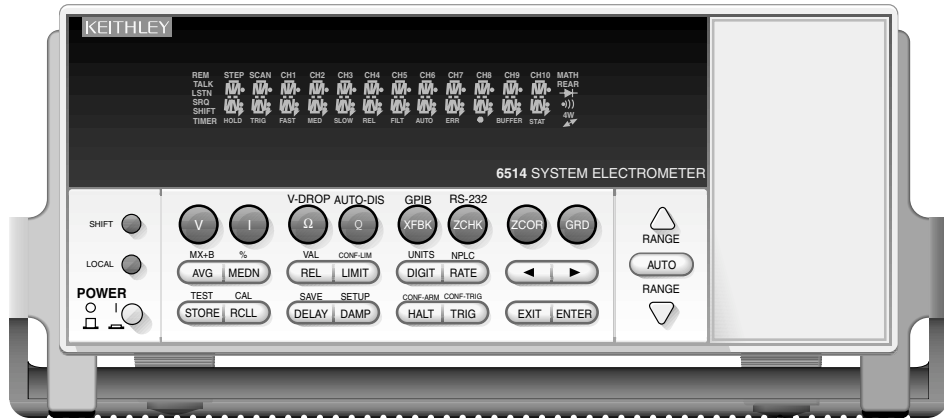 KEITHLEY
REM STEP SCAN CH1 CH2 CH3 CH4 CH5 CH6 CH7 CH8 CH9 CH10 MATH
TALK REAR
LSTN
SRQ
SHIFT 4W
TIMER HOLD TRIG FAST MED SLOW REL FILT AUTO ERR BUFFER STAT
6514 SYSTEM ELECTROMETER
V-DROP AUTO-DIS GPIB RS-232
SHIFT V I Ω Q XFBK ZCHK ZCOR GRD
RANGE
MX+B % VAL CONF-LIM UNITS NPLC
LOCAL AVG MEDN REL LIMIT DIGIT RATE AUTO
RANGE
POWER TEST CAL SAVE SETUP CONF-ARM CONF-TRIG
STORE RCLL DELAY DAMP HALT TRIG EXIT ENTER